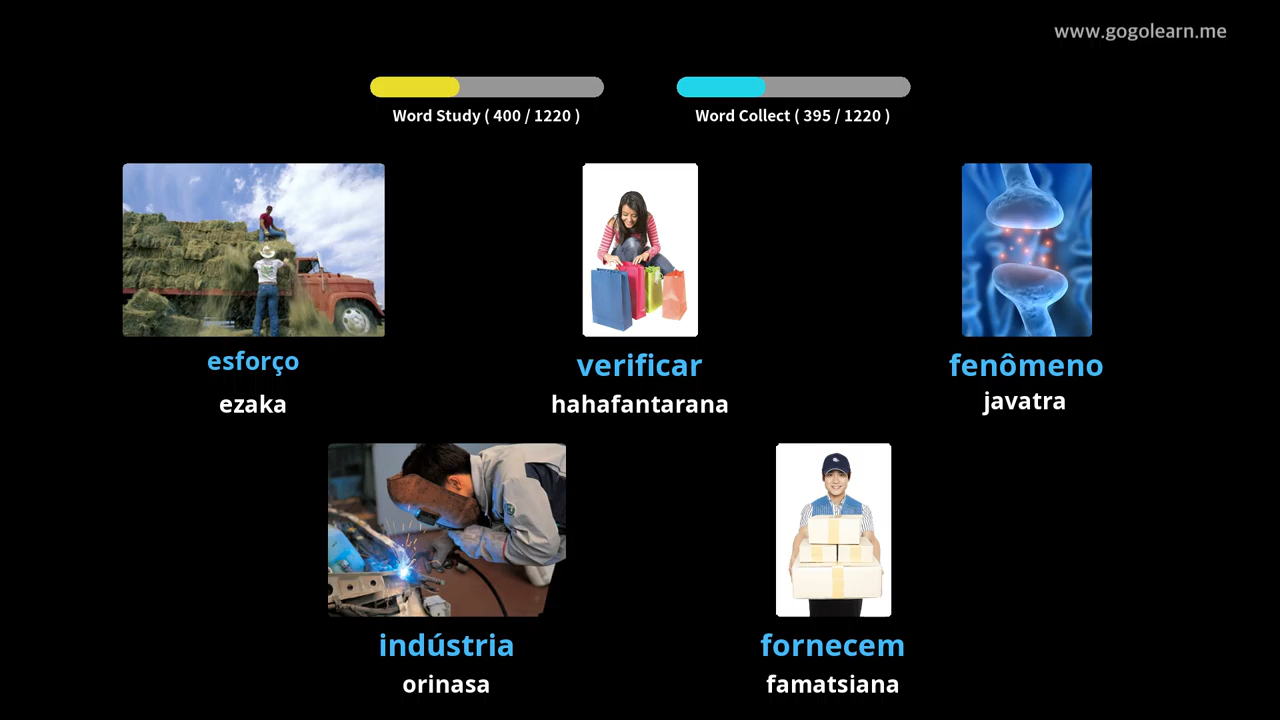 www.gogolearn.me
Word Study ( 400 / 1220 )
Word Collect ( 395 / 1220 )
esforço
ezaka
verificar
hahafantarana
fenômeno
javatra
indústria
orinasa
fornecem
famatsiana